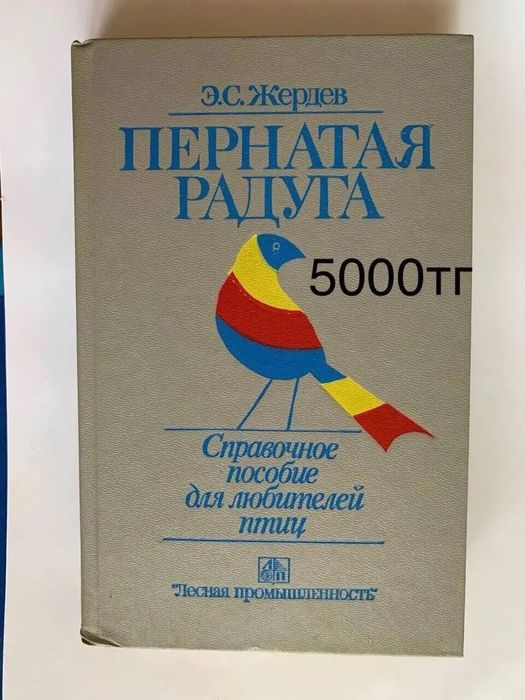 Э.С. Жердев
ПЕРНАТАЯ
РАДУГА
5000тг
Справочное
пособие
для любителей
птиц
"Лесная промышленность"